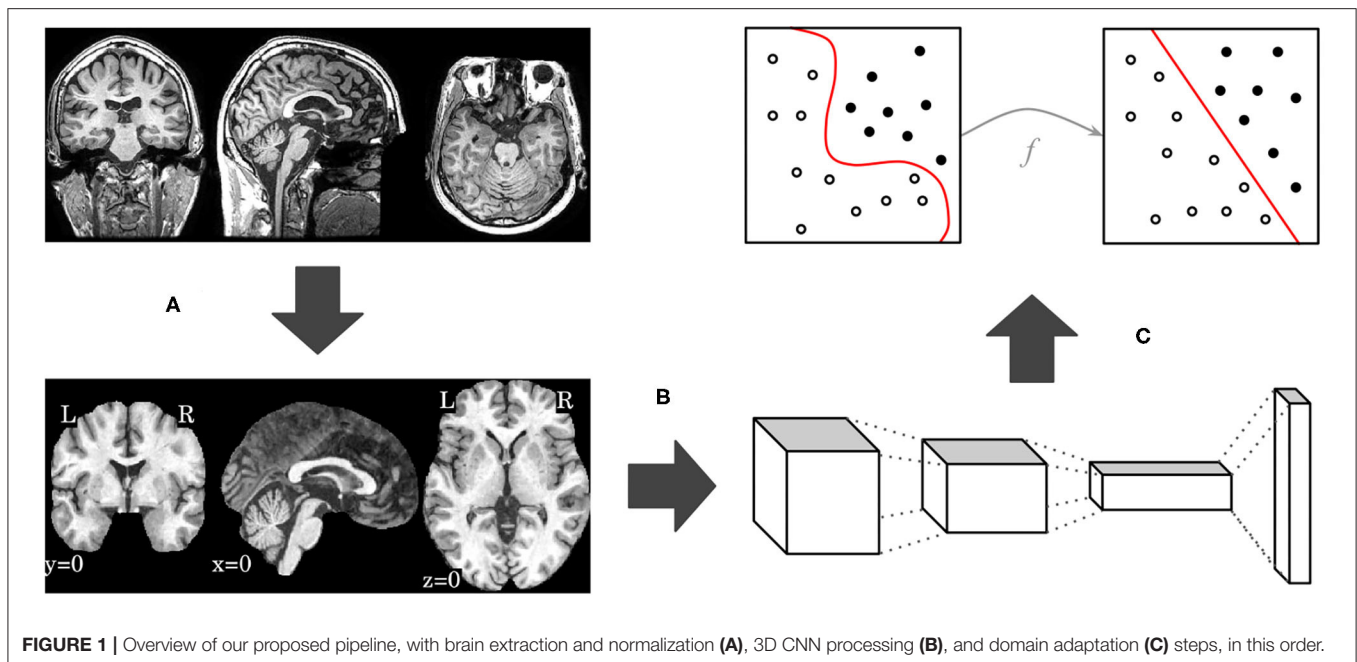 f
A
C
L R
L R
B
y=0
x=0
z=0
FIGURE 1 | Overview of our proposed pipeline, with brain extraction and normalization (A), 3D CNN processing (B), and domain adaptation (C) steps, in this order.